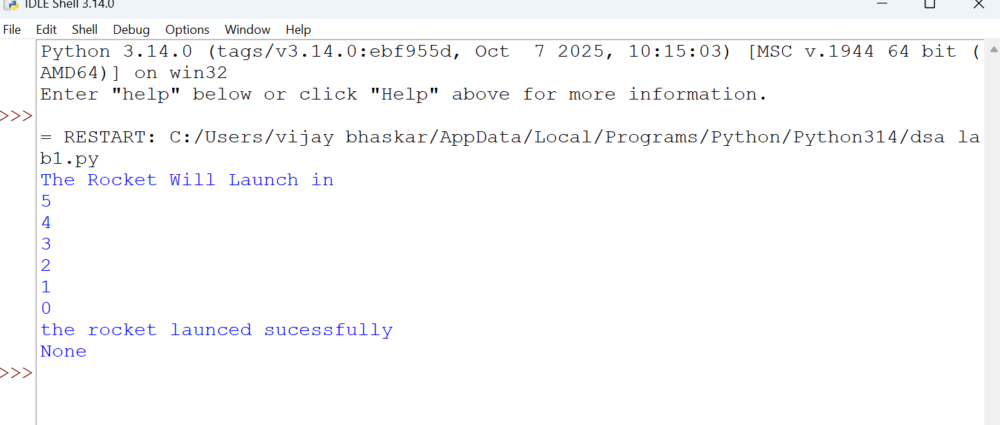 IDLE Shell 3.14.0
File Edit Shell Debug Options Window Help
Python 3.14.0 (tags/v3.14.0:ebf955d, Oct  7 2025, 10:15:03) [MSC v.1944 64 bit (
AMD64)] on win32
Enter "help" below or click "Help" above for more information.
>>>
= RESTART: C:/Users/vijay bhaskar/AppData/Local/Programs/Python/Python314/dsa la
b1.py
The Rocket Will Launch in
5
4
3
2
1
0
the rocket launced sucessfully
None
>>>